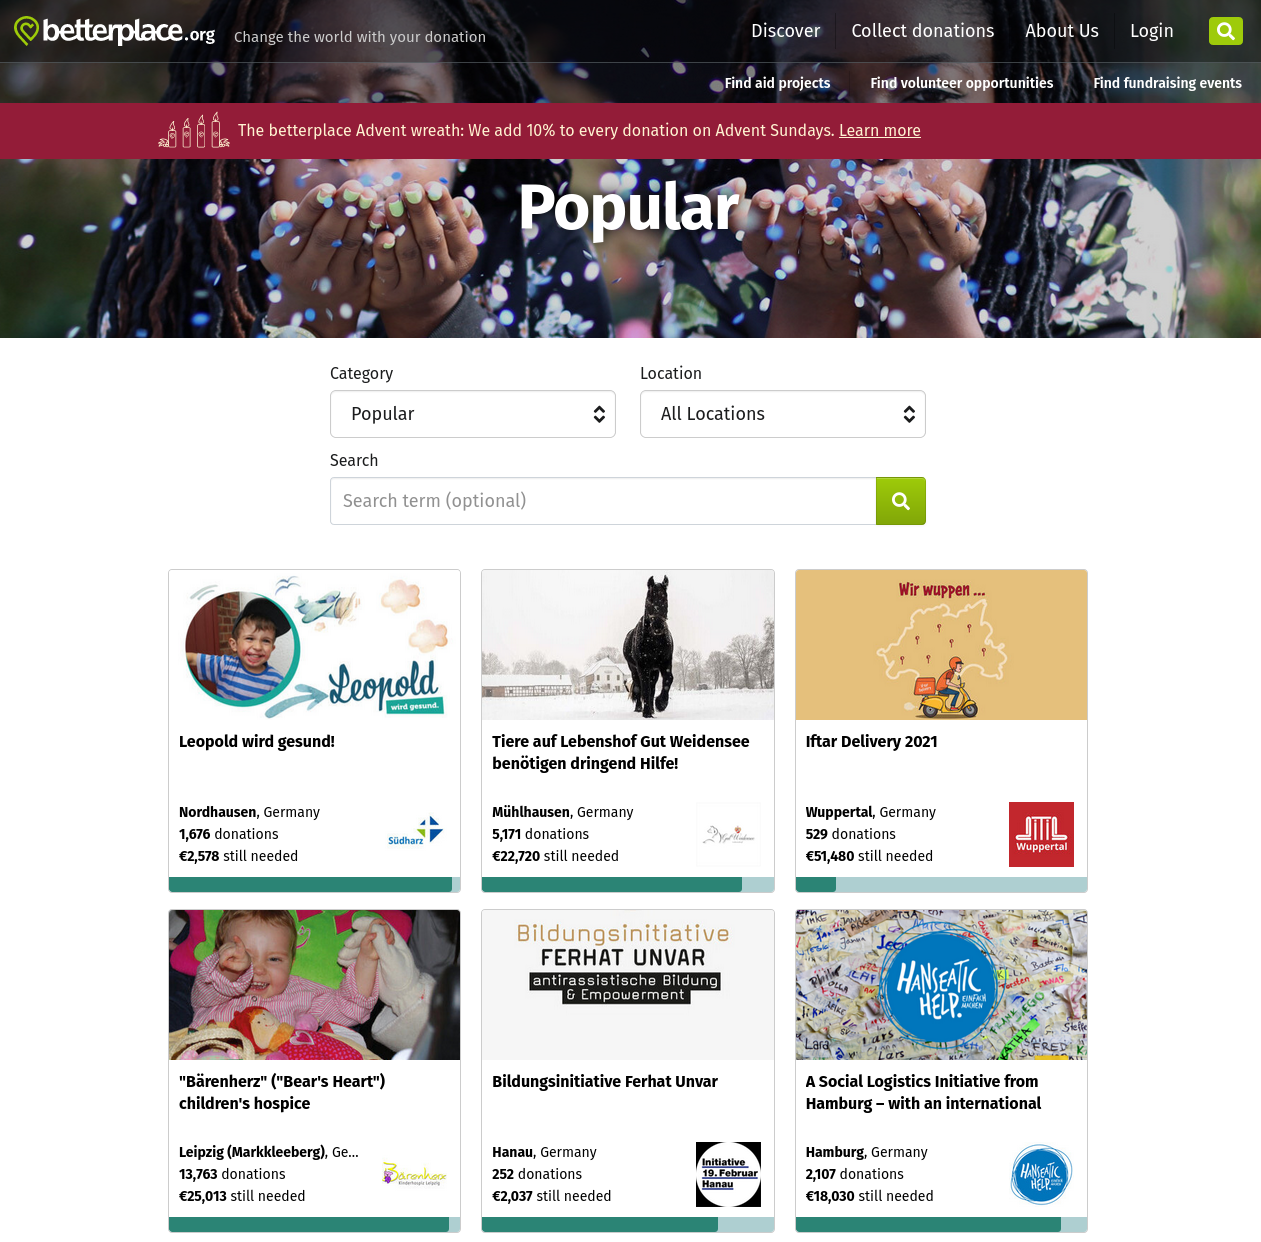 betterplace.org
Change the world with your donation
Discover
Collect donations
About Us
Login
Find aid projects
Find volunteer opportunities
Find fundraising events
The betterplace Advent wreath: We add 10% to every donation on Advent Sundays. Learn more
Popular
Category
Location
Popular
All Locations
Search
Search term (optional)
Leopold
wird gesund.
Leopold wird gesund!
Nordhausen, Germany
1,676 donations
€2,578 still needed
Südharz
Tiere auf Lebenshof Gut Weidensee
benötigen dringend Hilfe!
Mühlhausen, Germany
5,171 donations
€22,720 still needed
Wir wuppen ...
Iftar Delivery 2021
Wuppertal, Germany
529 donations
€51,480 still needed
Wuppertal
"Bärenherz" ("Bear's Heart")
children's hospice
Leipzig (Markkleeberg), Ge...
13,763 donations
€25,013 still needed
Bärenherz
Kinderhospiz Leipzig
Bildungsinitiative
FERHAT UNVAR
antirassistische Bildung
& Empowerment
Bildungsinitiative Ferhat Unvar
Hanau, Germany
252 donations
€2,037 still needed
Initiative
19. Februar
Hanau
HANSEATIC
HELP.
EINFACH
MACHEN
Lara
Lars
FRED
A Social Logistics Initiative from
Hamburg – with an international
Hamburg, Germany
2,107 donations
€18,030 still needed
HANSEATIC
HELP.